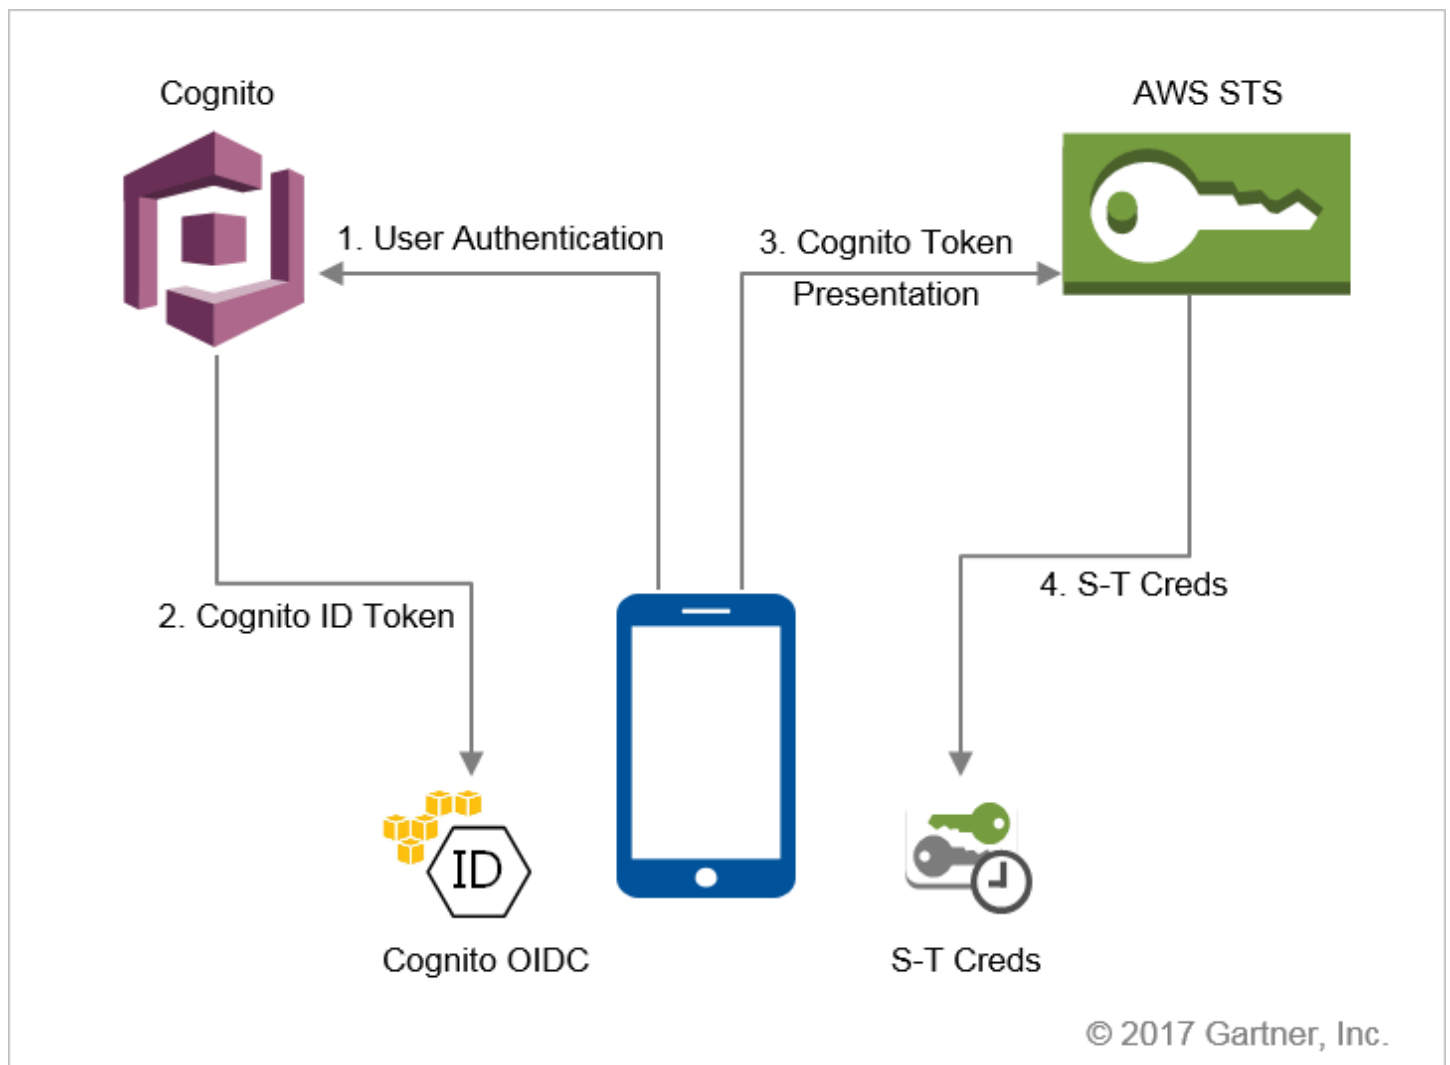 Cognito
AWS STS
1. User Authentication
3. Cognito Token
Presentation
2. Cognito ID Token
4. S-T Creds
ID
Cognito OIDC
S-T Creds
© 2017 Gartner, Inc.